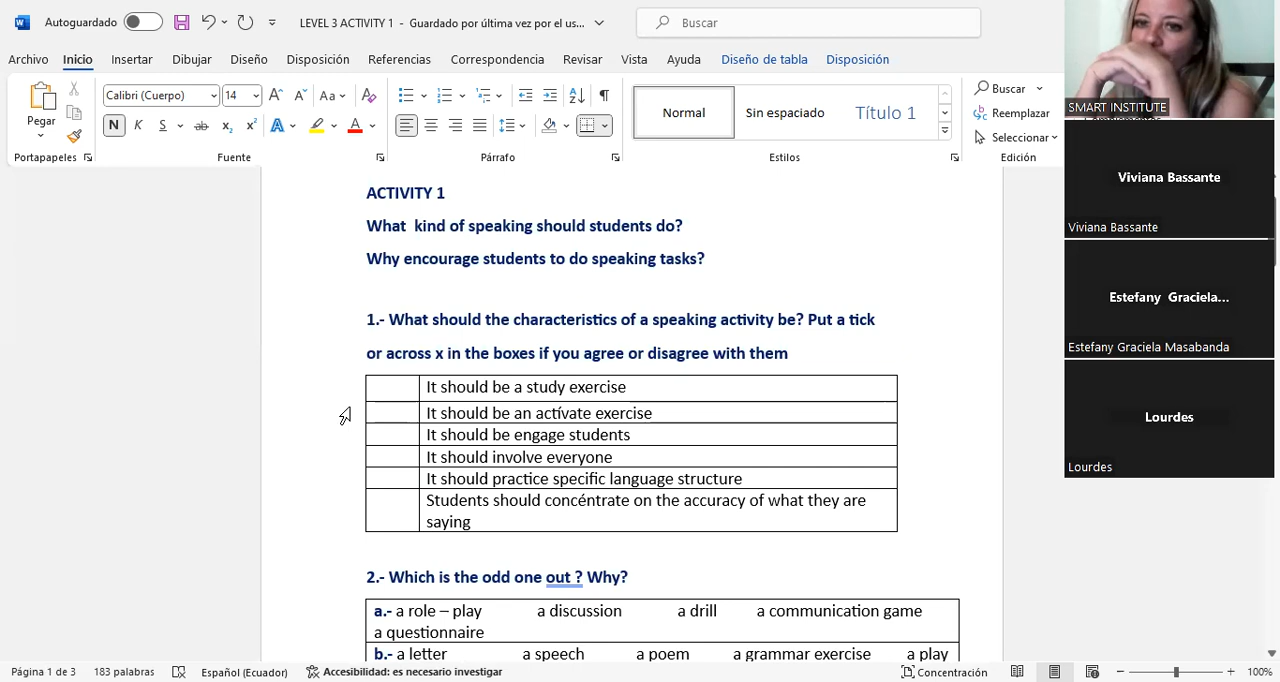 Autoguardado
LEVEL 3 ACTIVITY 1 - Guardado por última vez por el us...
Buscar
Archivo Inicio Insertar Dibujar Diseño Disposición Referencias Correspondencia Revisar Vista Ayuda Diseño de tabla Disposición
Pegar
Portapapeles
Calibri (Cuerpo) 14
N K S ab x₂ x²
Fuente
Párrafo
Normal
Sin espaciado
Título 1
Estilos
Buscar
Reemplazar
Seleccionar
Edición
ACTIVITY 1
What kind of speaking should students do?
Why encourage students to do speaking tasks?
1.- What should the characteristics of a speaking activity be? Put a tick
or across x in the boxes if you agree or disagree with them
It should be a study exercise
It should be an actívate exercise
It should be engage students
It should involve everyone
It should practice specific language structure
Students should concéntrate on the accuracy of what they are
saying
2.- Which is the odd one out ? Why?
a.- a role – play a discussion a drill a communication game
a questionnaire
b.- a letter a speech a poem a grammar exercise a play
Página 1 de 3 183 palabras Español (Ecuador) Accesibilidad: es necesario investigar Concentración 100%
SMART INSTITUTE
Viviana Bassante
Viviana Bassante
Estefany Graciela...
Estefany Graciela Masabanda
Lourdes
Lourdes